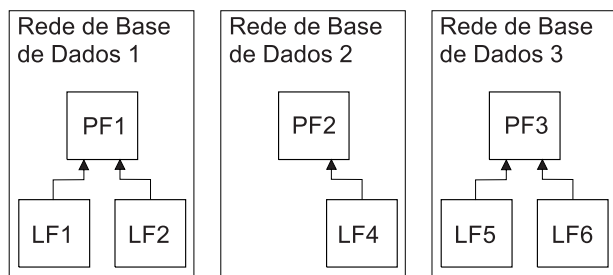 Rede de Base
de Dados 1
PF1
LF1
LF2
Rede de Base
de Dados 2
PF2
LF4
Rede de Base
de Dados 3
PF3
LF5
LF6